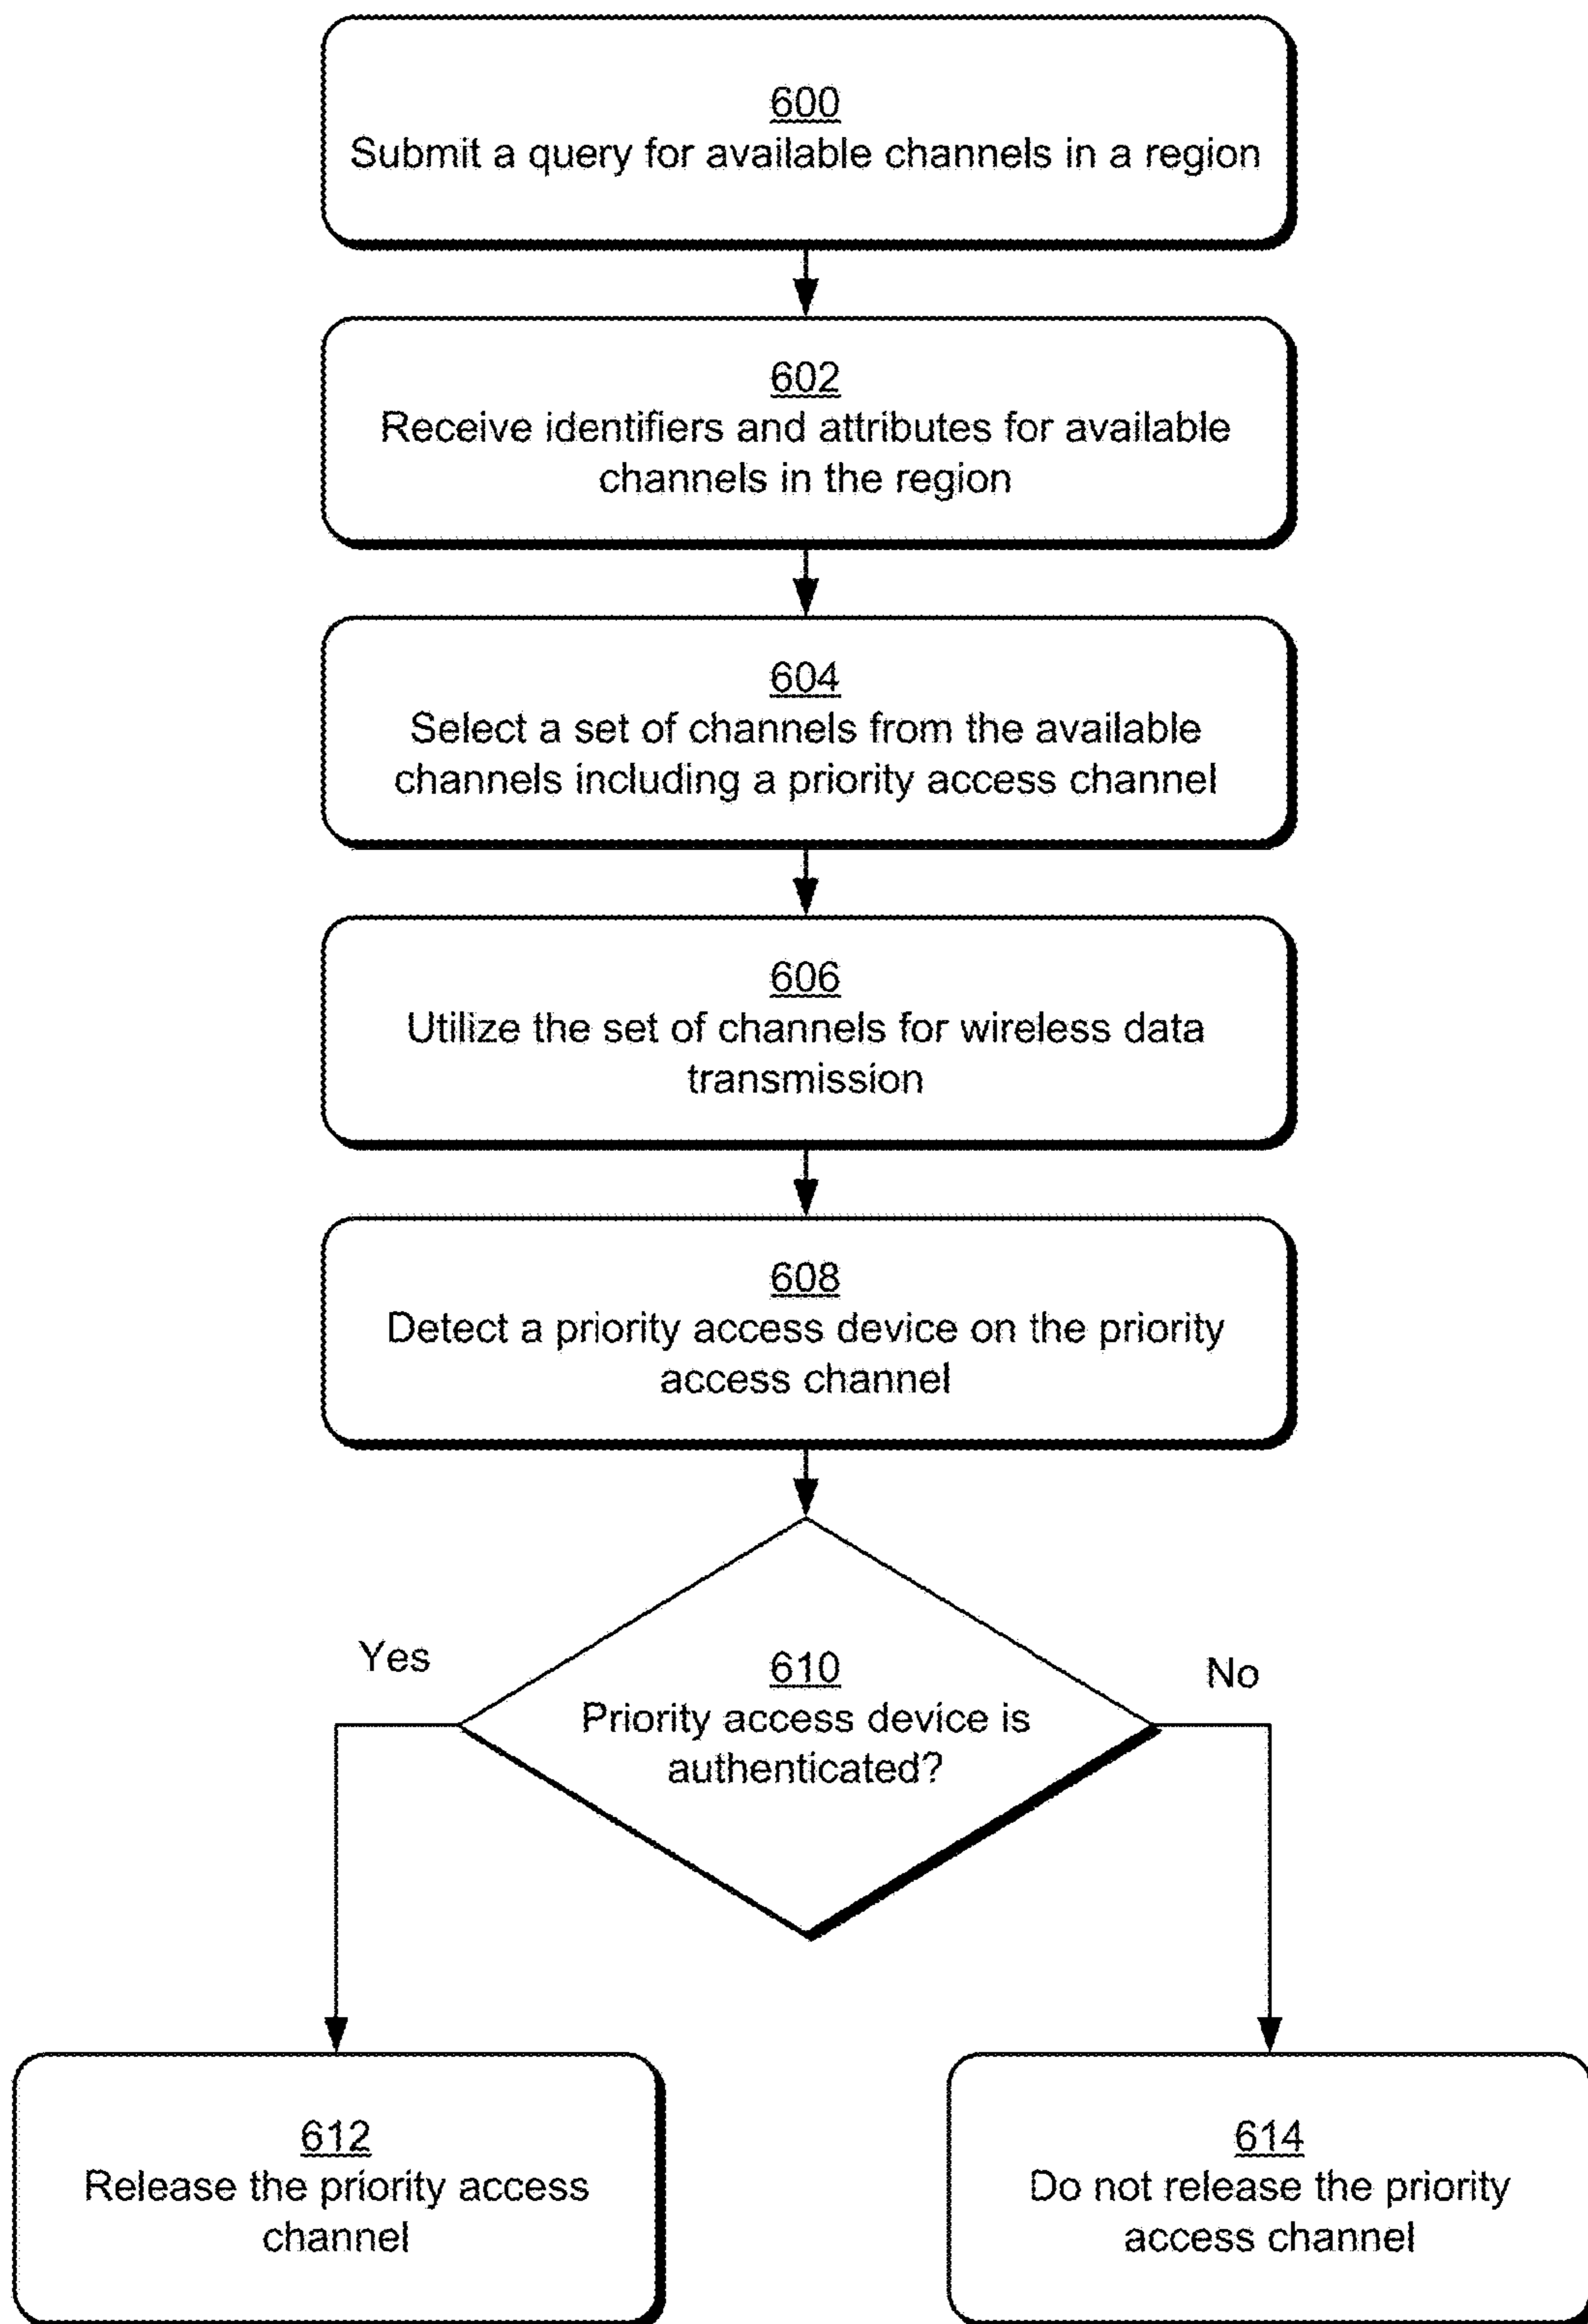 600
Submit a query for available channels in a region
602
Receive identifiers and attributes for available
channels in the region
604
Select a set of channels from the available
channels including a priority access channel
606
Utilize the set of channels for wireless data
transmission
608
Detect a priority access device on the priority
access channel
Yes
No
610
Priority access device is
authenticated?
612
Release the priority access
channel
614
Do not release the priority
access channel